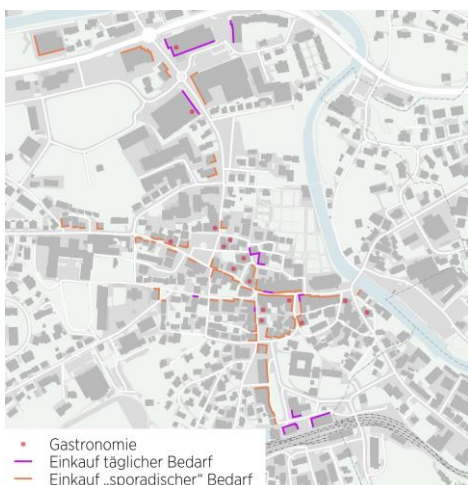 Gastronomie
Einkauf täglicher Bedarf
Einkauf „sporadischer“ Bedarf